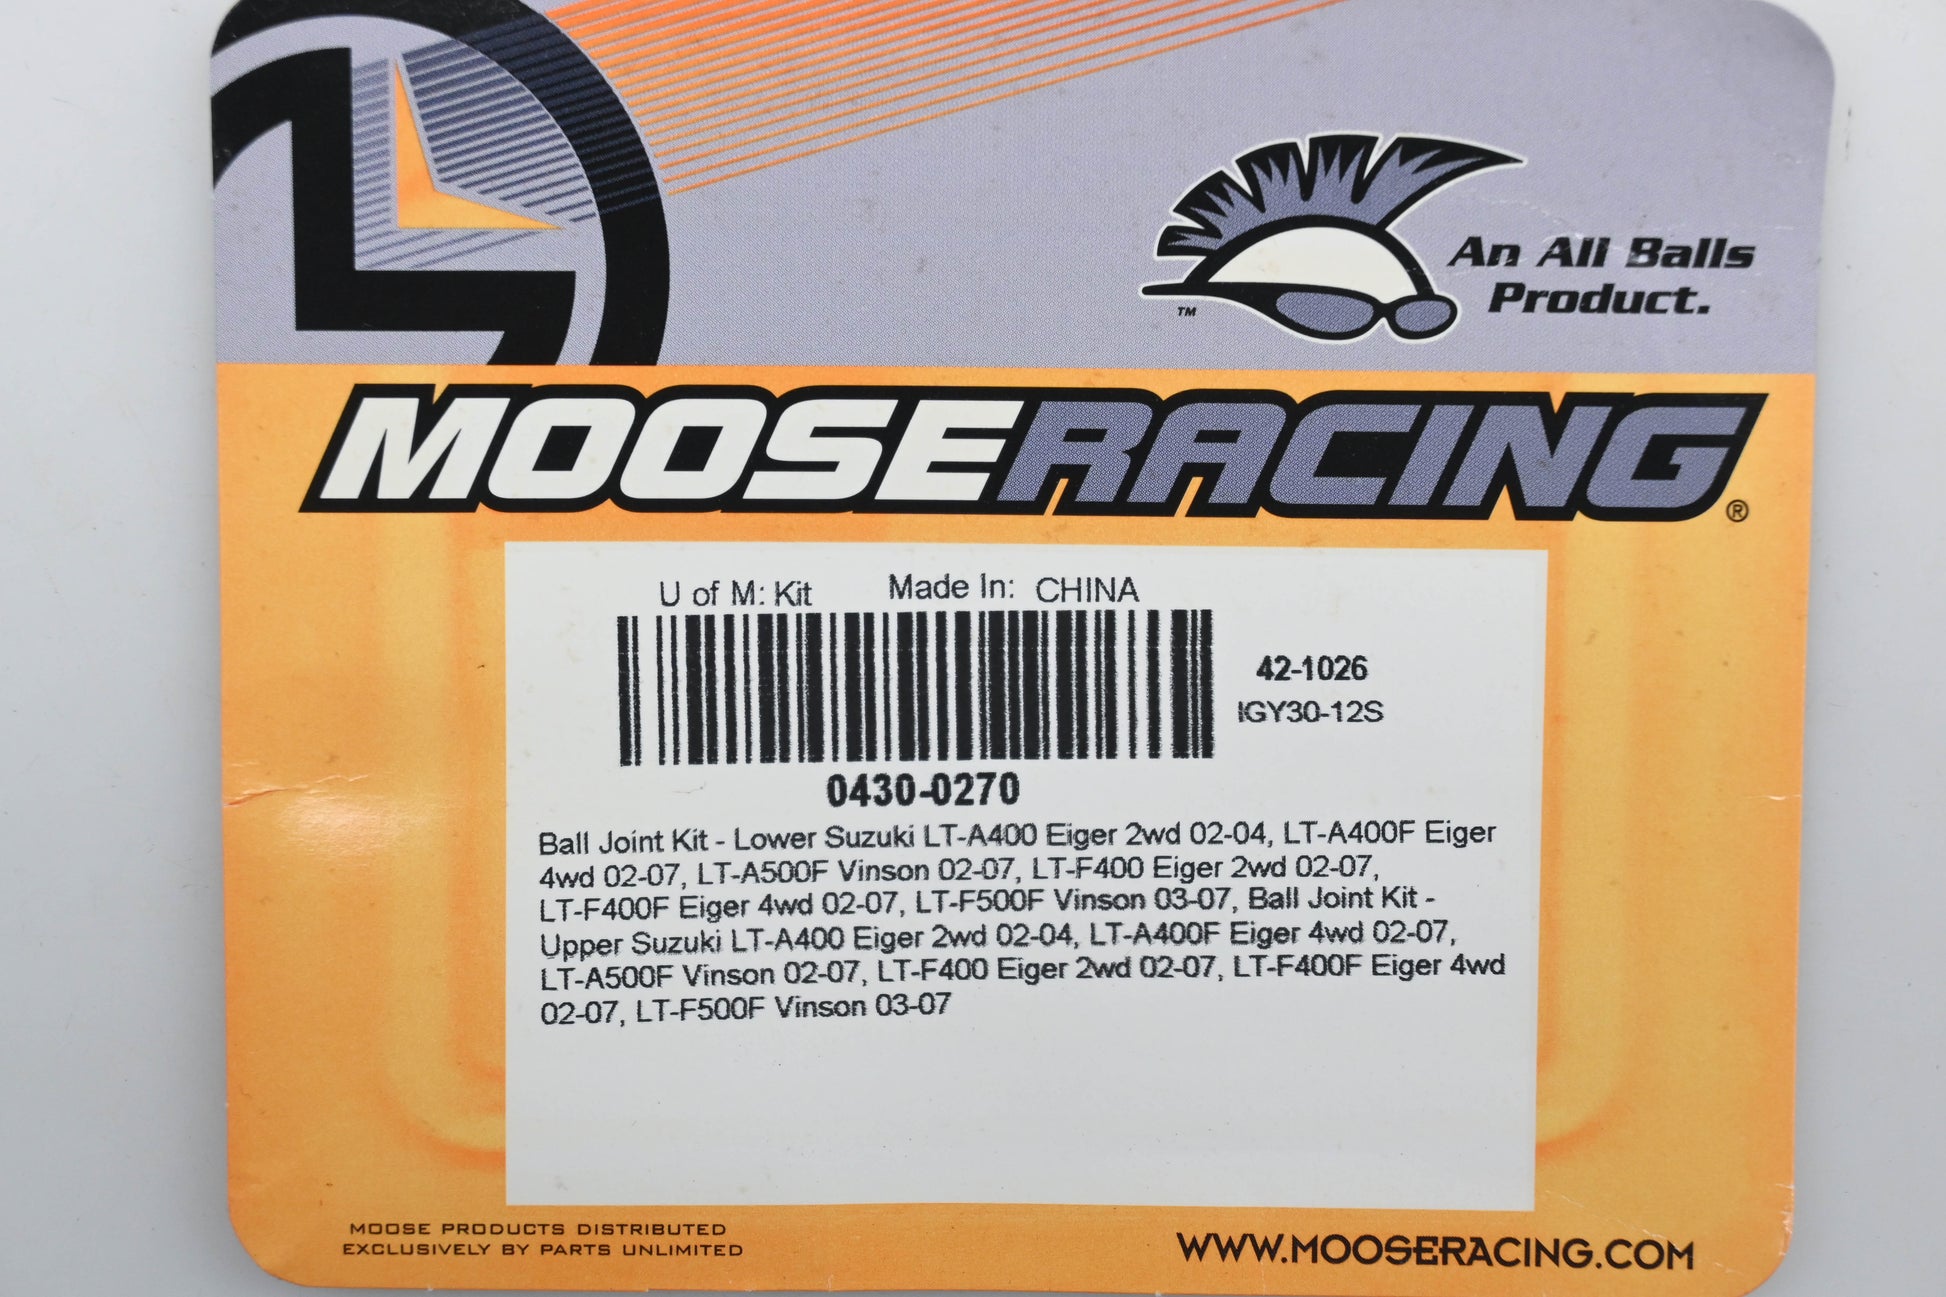 An All Balls
Product.
TM
MOOSERACING®
U of M: Kit Made In: CHINA
42-1026
IGY30-12S
0430-0270
Ball Joint Kit - Lower Suzuki LT-A400 Eiger 2wd 02-04, LT-A400F Eiger
4wd 02-07, LT-A500F Vinson 02-07, LT-F400 Eiger 2wd 02-07,
LT-F400F Eiger 4wd 02-07, LT-F500F Vinson 03-07, Ball Joint Kit -
Upper Suzuki LT-A400 Eiger 2wd 02-04, LT-A400F Eiger 4wd 02-07,
LT-A500F Vinson 02-07, LT-F400 Eiger 2wd 02-07, LT-F400F Eiger 4wd
02-07, LT-F500F Vinson 03-07
MOOSE PRODUCTS DISTRIBUTED
EXCLUSIVELY BY PARTS UNLIMITED
WWW.MOOSERACING.COM